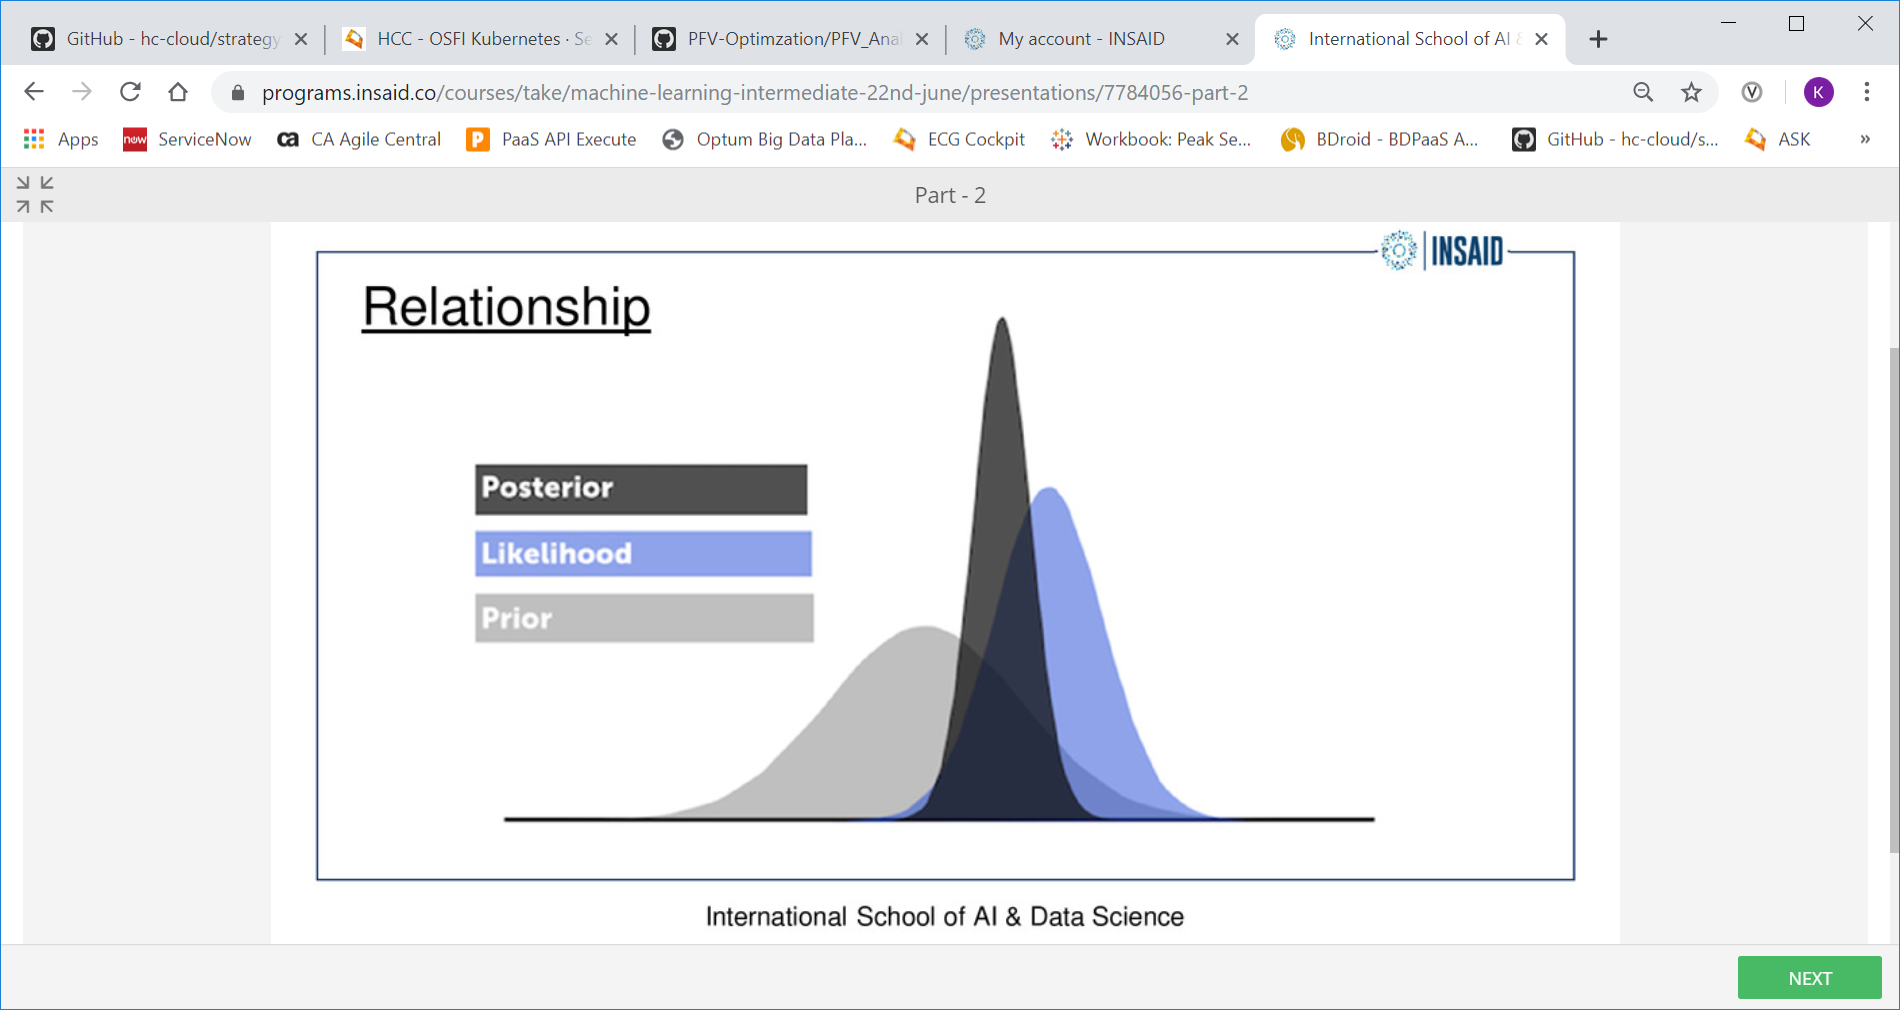 GitHub - hc-cloud/strategy
HCC - OSFI Kubernetes · Se
PFV-Optimzation/PFV_Anal
My account - INSAID
International School of AI &
programs.insaid.co/courses/take/machine-learning-intermediate-22nd-june/presentations/7784056-part-2
K
Apps
now ServiceNow
ca CA Agile Central
P PaaS API Execute
Optum Big Data Pla...
ECG Cockpit
Workbook: Peak Se...
BDroid - BDPaaS A...
GitHub - hc-cloud/s...
ASK
»
Part - 2
INSAID
Relationship
Posterior
Likelihood
Prior
International School of AI & Data Science
NEXT